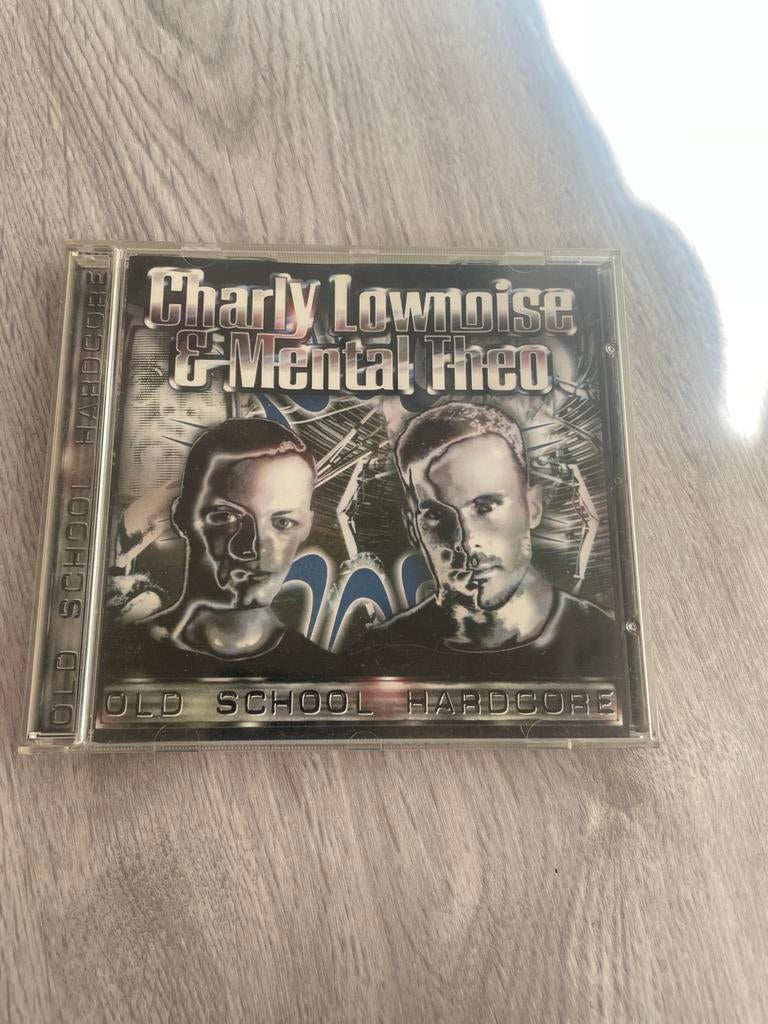 Charly Lownoise
& Mental Theo
OLD SCHOOL HARDCORE
OLD SCHOOL HARDCORE